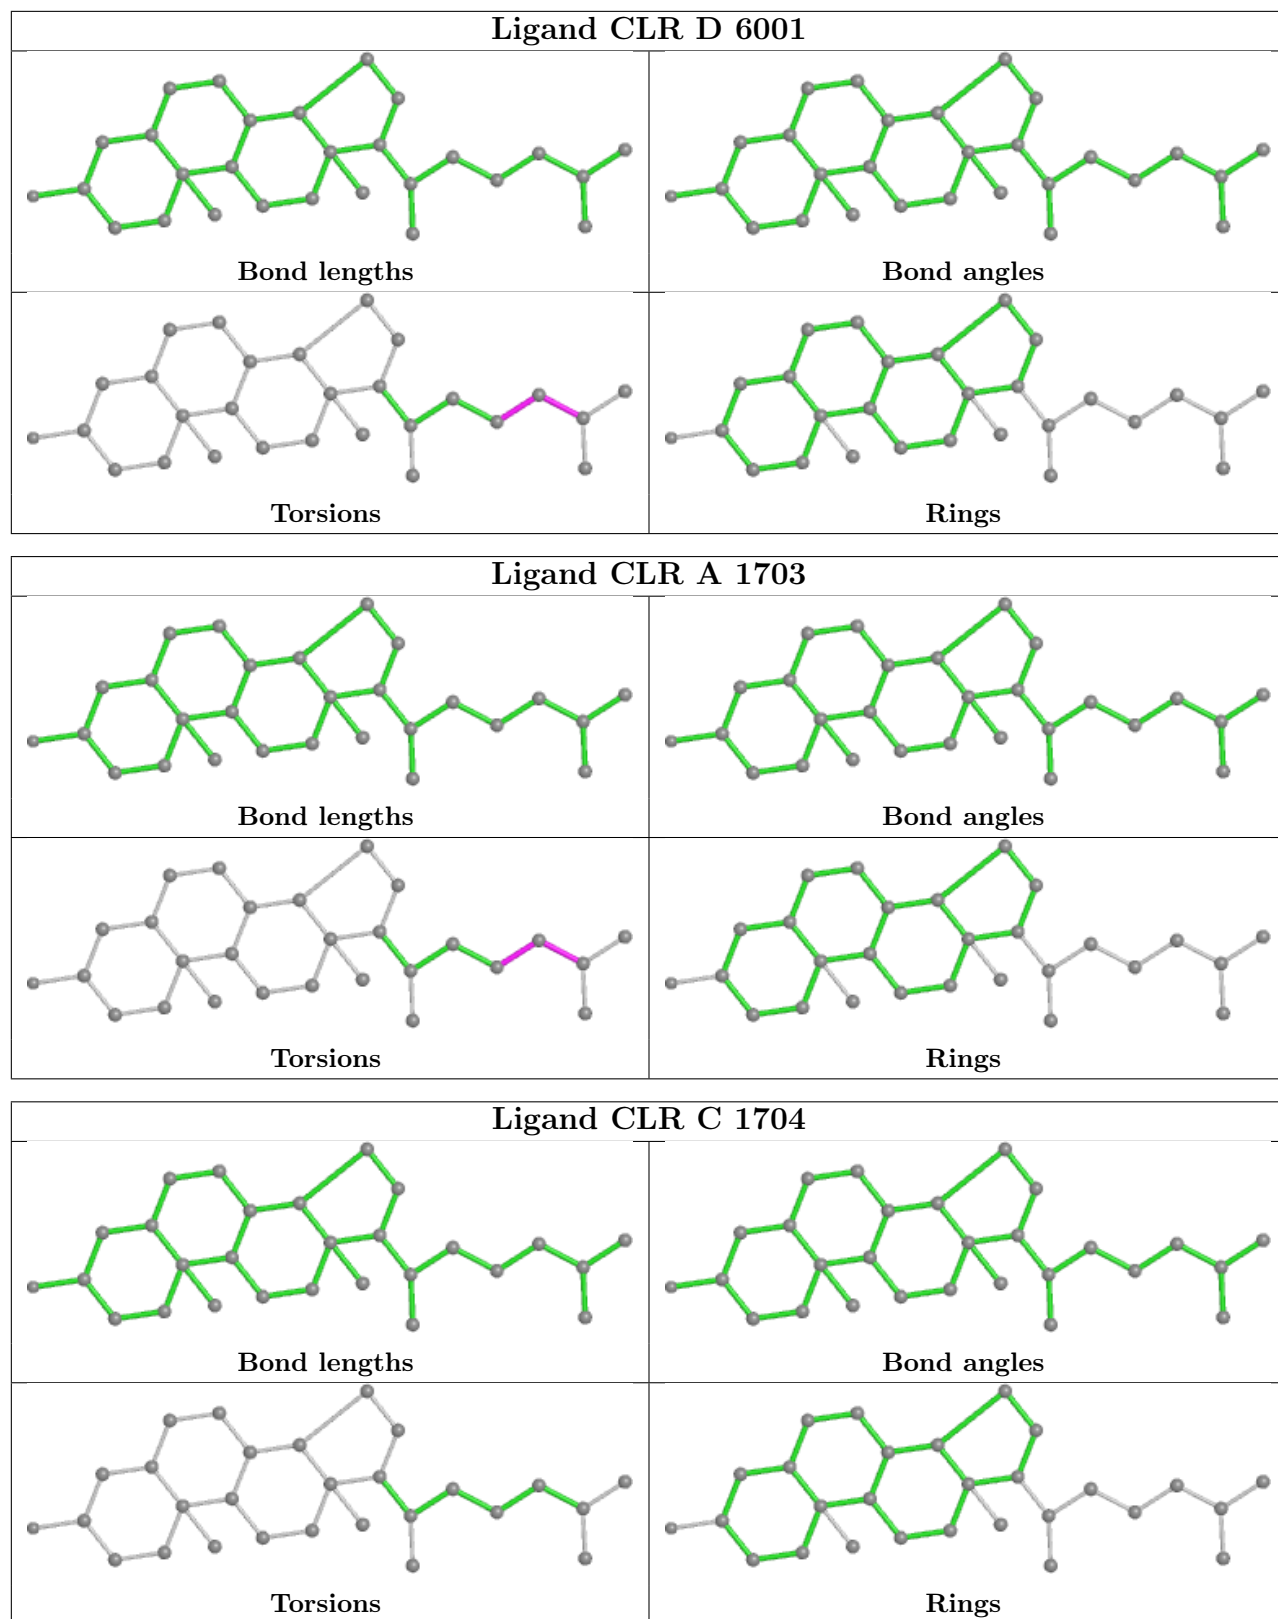 Ligand CLR D 6001
Bond lengths
Bond angles
Torsions
Rings
Ligand CLR A 1703
Bond lengths
Bond angles
Torsions
Rings
Ligand CLR C 1704
Bond lengths
Bond angles
Torsions
Rings